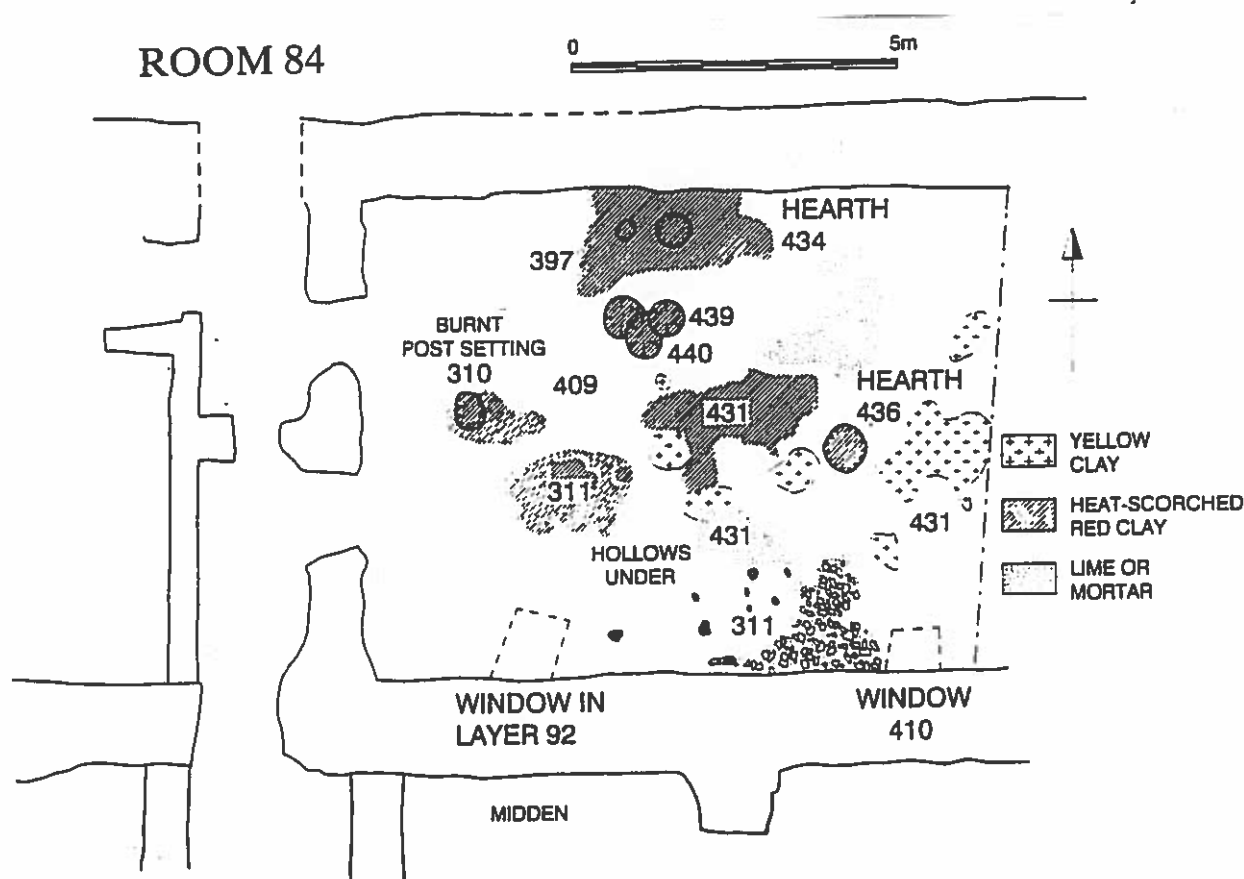 ROOM 84
0
5m
HEARTH
434
397
439
440
BURNT
POST SETTING
310
409
HEARTH
436
431
311
431
431
HOLLOWS
UNDER
311
YELLOW
CLAY
HEAT-SCORCHED
RED CLAY
LIME OR
MORTAR
WINDOW IN
LAYER 92
WINDOW
410
MIDDEN